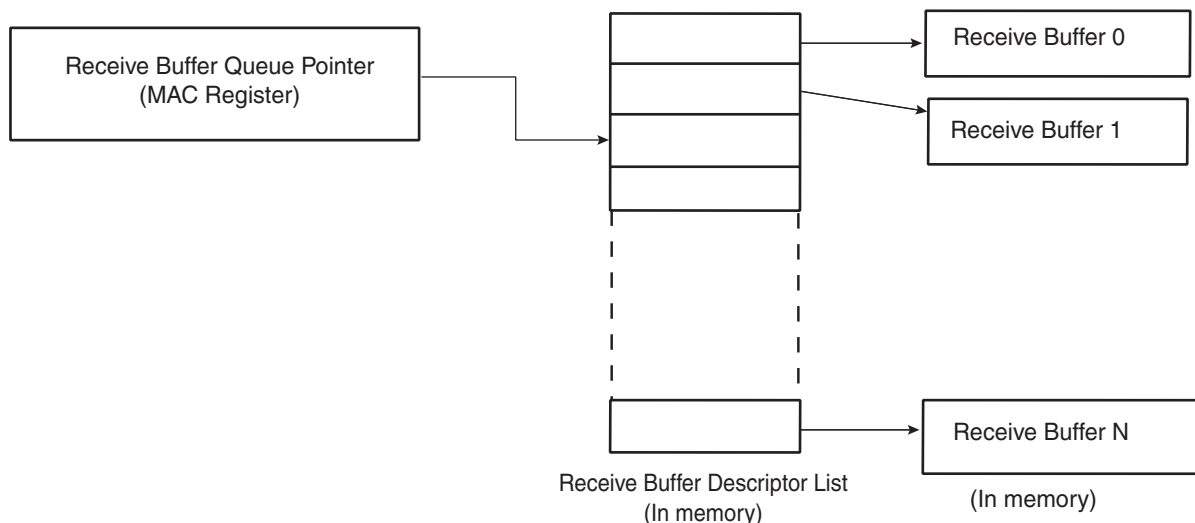 Receive Buffer Queue Pointer
(MAC Register)
Receive Buffer 0
Receive Buffer 1
Receive Buffer N
Receive Buffer Descriptor List
(In memory)
(In memory)